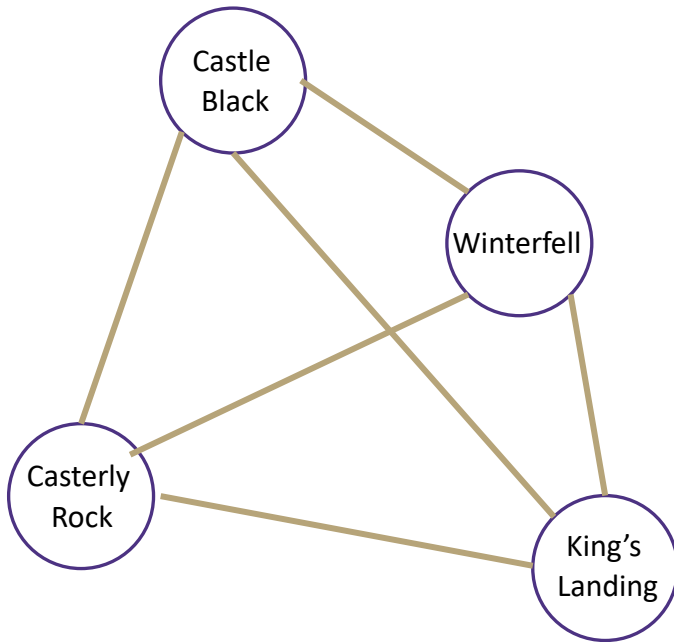 Castle
Black
Winterfell
Casterly
Rock
King’s
Landing